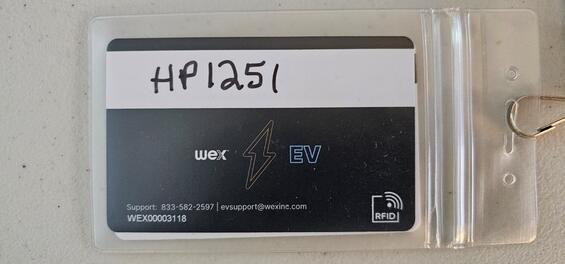 HP1251
wex EV
Support: 833-582-2597 | evsupport@wexinc.com
WEX00003118
RFID